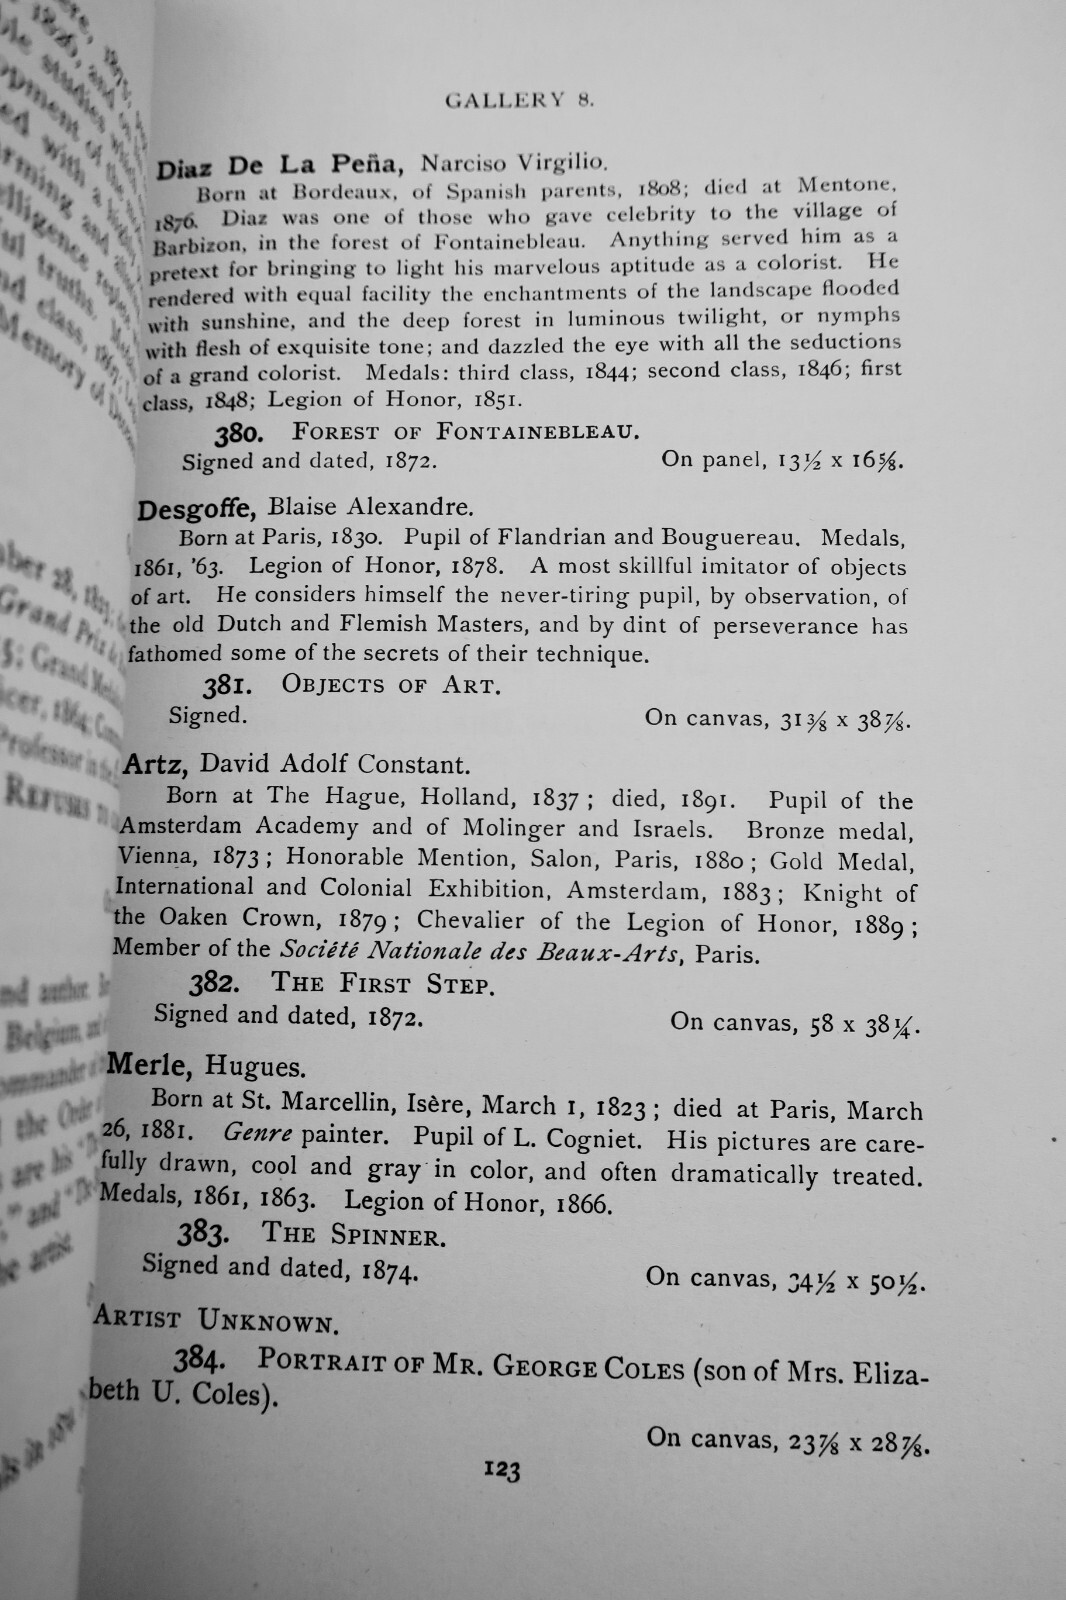 GALLERY 8.
Diaz De La Peña, Narciso Virgilio.
Born at Bordeaux, of Spanish parents, 1808; died at Mentone,
1876. Diaz was one of those who gave celebrity to the village of
Barbizon, in the forest of Fontainebleau. Anything served him as a
pretext for bringing to light his marvelous aptitude as a colorist. He
rendered with equal facility the enchantments of the landscape flooded
with sunshine, and the deep forest in luminous twilight, or nymphs
with flesh of exquisite tone; and dazzled the eye with all the seductions
of a grand colorist. Medals: third class, 1844; second class, 1846; first
class, 1848; Legion of Honor, 1851.
380. FOREST OF FONTAINEBLEAU.
Signed and dated, 1872. On panel, 13½ x 16⅝.
Desgoffe, Blaise Alexandre.
Born at Paris, 1830. Pupil of Flandrian and Bouguereau. Medals,
1861, '63. Legion of Honor, 1878. A most skillful imitator of objects
of art. He considers himself the never-tiring pupil, by observation, of
the old Dutch and Flemish Masters, and by dint of perseverance has
fathomed some of the secrets of their technique.
381. OBJECTS OF ART.
Signed. On canvas, 31⅜ x 38⅞.
Artz, David Adolf Constant.
Born at The Hague, Holland, 1837; died, 1891. Pupil of the
Amsterdam Academy and of Molinger and Israels. Bronze medal,
Vienna, 1873; Honorable Mention, Salon, Paris, 1880; Gold Medal,
International and Colonial Exhibition, Amsterdam, 1883; Knight of
the Oaken Crown, 1879; Chevalier of the Legion of Honor, 1889;
Member of the Société Nationale des Beaux-Arts, Paris.
382. THE FIRST STEP.
Signed and dated, 1872. On canvas, 58 x 38¼.
Merle, Hugues.
Born at St. Marcellin, Isère, March 1, 1823; died at Paris, March
26, 1881. Genre painter. Pupil of L. Cogniet. His pictures are care-
fully drawn, cool and gray in color, and often dramatically treated.
Medals, 1861, 1863. Legion of Honor, 1866.
383. THE SPINNER.
Signed and dated, 1874. On canvas, 34½ x 50½.
ARTIST UNKNOWN.
384. PORTRAIT OF MR. GEORGE COLES (son of Mrs. Eliza-
beth U. Coles).
On canvas, 23⅞ x 28⅞.
123